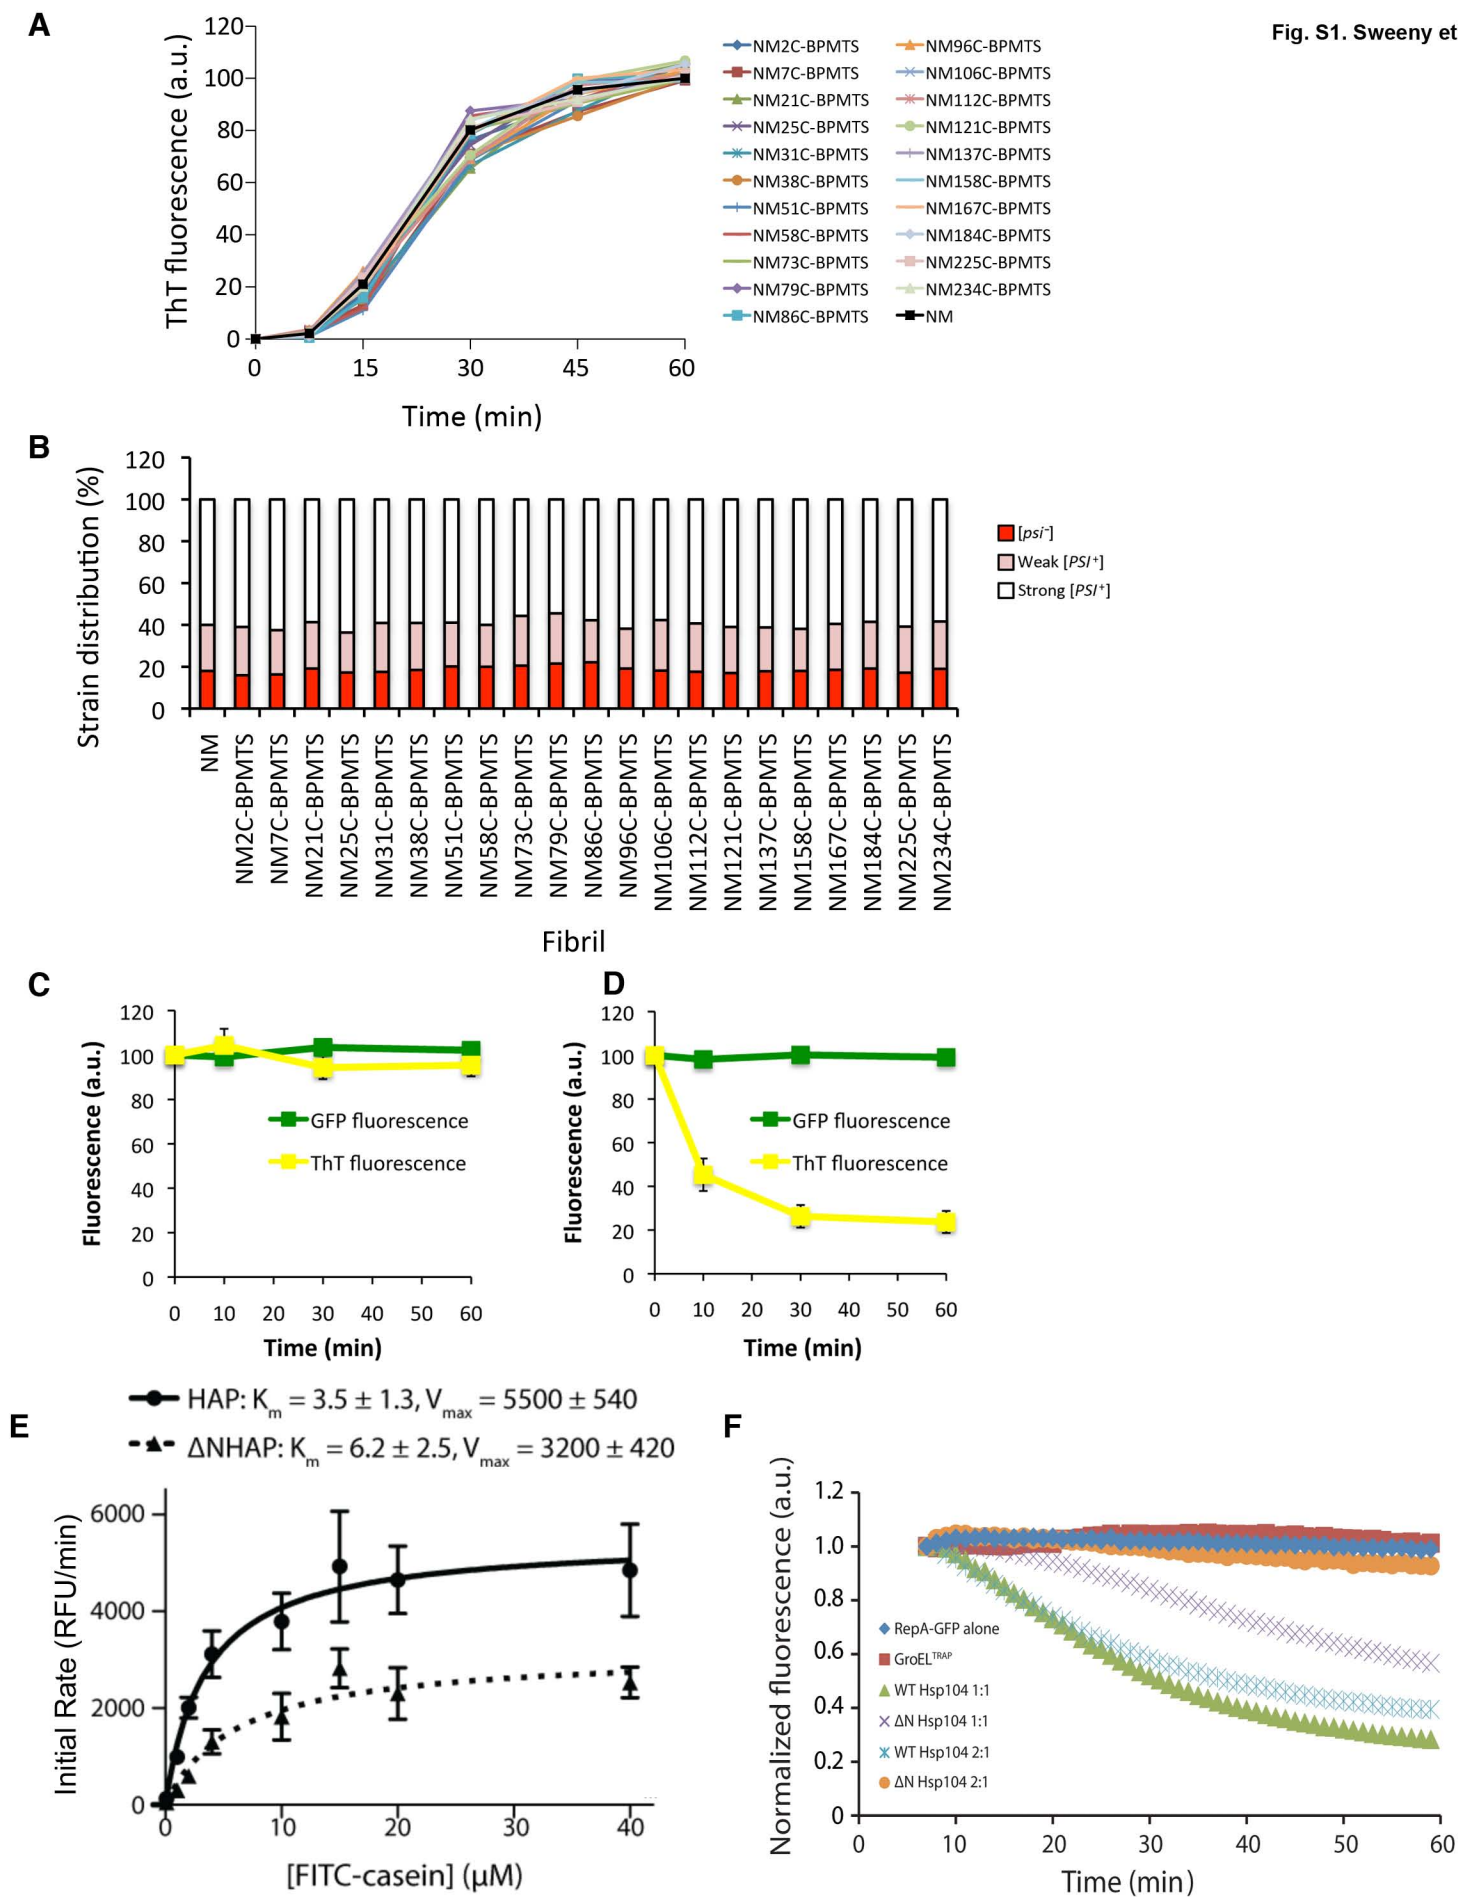 Fig. S1. Sweeny et
A
ThT fluorescence (a.u.)
120
100
80
60
40
20
0
0 15 30 45 60
Time (min)
NM2C-BPMTS
NM7C-BPMTS
NM21C-BPMTS
NM25C-BPMTS
NM31C-BPMTS
NM38C-BPMTS
NM51C-BPMTS
NM58C-BPMTS
NM73C-BPMTS
NM79C-BPMTS
NM86C-BPMTS
NM96C-BPMTS
NM106C-BPMTS
NM112C-BPMTS
NM121C-BPMTS
NM137C-BPMTS
NM158C-BPMTS
NM167C-BPMTS
NM184C-BPMTS
NM225C-BPMTS
NM234C-BPMTS
NM
B
Strain distribution (%)
120
100
80
60
40
20
0
NM
NM2C-BPMTS
NM7C-BPMTS
NM21C-BPMTS
NM25C-BPMTS
NM31C-BPMTS
NM38C-BPMTS
NM51C-BPMTS
NM58C-BPMTS
NM73C-BPMTS
NM79C-BPMTS
NM86C-BPMTS
NM96C-BPMTS
NM106C-BPMTS
NM112C-BPMTS
NM121C-BPMTS
NM137C-BPMTS
NM158C-BPMTS
NM167C-BPMTS
NM184C-BPMTS
NM225C-BPMTS
NM234C-BPMTS
Fibril
[psi⁻]
Weak [PSI⁺]
Strong [PSI⁺]
C
Fluorescence (a.u.)
120
100
80
60
40
20
0
GFP fluorescence
ThT fluorescence
0 10 20 30 40 50 60
Time (min)
D
Fluorescence (a.u.)
120
100
80
60
40
20
0
GFP fluorescence
ThT fluorescence
0 10 20 30 40 50 60
Time (min)
E
HAP: Km = 3.5 ± 1.3, Vmax = 5500 ± 540
ΔNHAP: Km = 6.2 ± 2.5, Vmax = 3200 ± 420
Initial Rate (RFU/min)
6000
4000
2000
0
0 10 20 30 40
[FITC-casein] (µM)
F
Normalized fluorescence (a.u.)
1.2
1.0
0.8
0.6
0.4
0.2
0
RepA-GFP alone
GroELTRAP
WT Hsp104 1:1
ΔN Hsp104 1:1
WT Hsp104 2:1
ΔN Hsp104 2:1
0 10 20 30 40 50 60
Time (min)